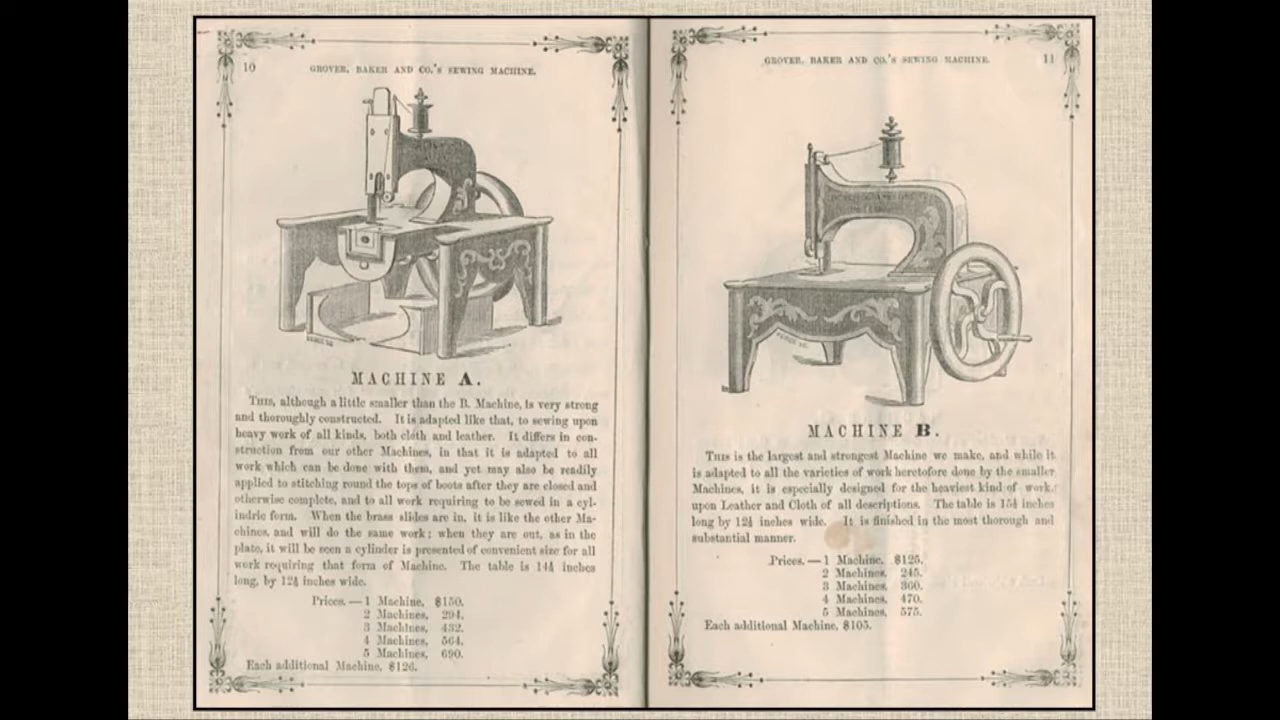 10
GROVER, BAKER AND CO.'S SEWING MACHINE.
MACHINE A.
THIS, although a little smaller than the B. Machine, is very strong
and thoroughly constructed. It is adapted like that, to sewing upon
heavy work of all kinds, both cloth and leather. It differs in con-
struction from our other Machines, in that it is adapted to all
work which can be done with them, and yet may also be readily
applied to stitching round the tops of boots after they are closed and
otherwise complete, and to all work requiring to be sewed in a cyl-
indric form. When the brass slides are in, it is like the other Ma-
chines, and will do the same work; when they are out, as in the
plate, it will be seen a cylinder is presented of convenient size for all
work requiring that form of Machine. The table is 14½ inches
long, by 12½ inches wide.
Prices.—1 Machine, $150.
2 Machines, 294.
3 Machines, 432.
4 Machines, 564.
5 Machines, 690.
Each additional Machine, $126.
GROVER, BAKER AND CO.'S SEWING MACHINE.
11
MACHINE B.
THIS is the largest and strongest Machine we make, and while it
is adapted to all the varieties of work heretofore done by the smaller
Machines, it is especially designed for the heaviest kind of work,
upon Leather and Cloth of all descriptions. The table is 15½ inches
long by 12½ inches wide. It is finished in the most thorough and
substantial manner.
Prices.—1 Machine, $125.
2 Machines, 245.
3 Machines, 360.
4 Machines, 470.
5 Machines, 575.
Each additional Machine, $105.